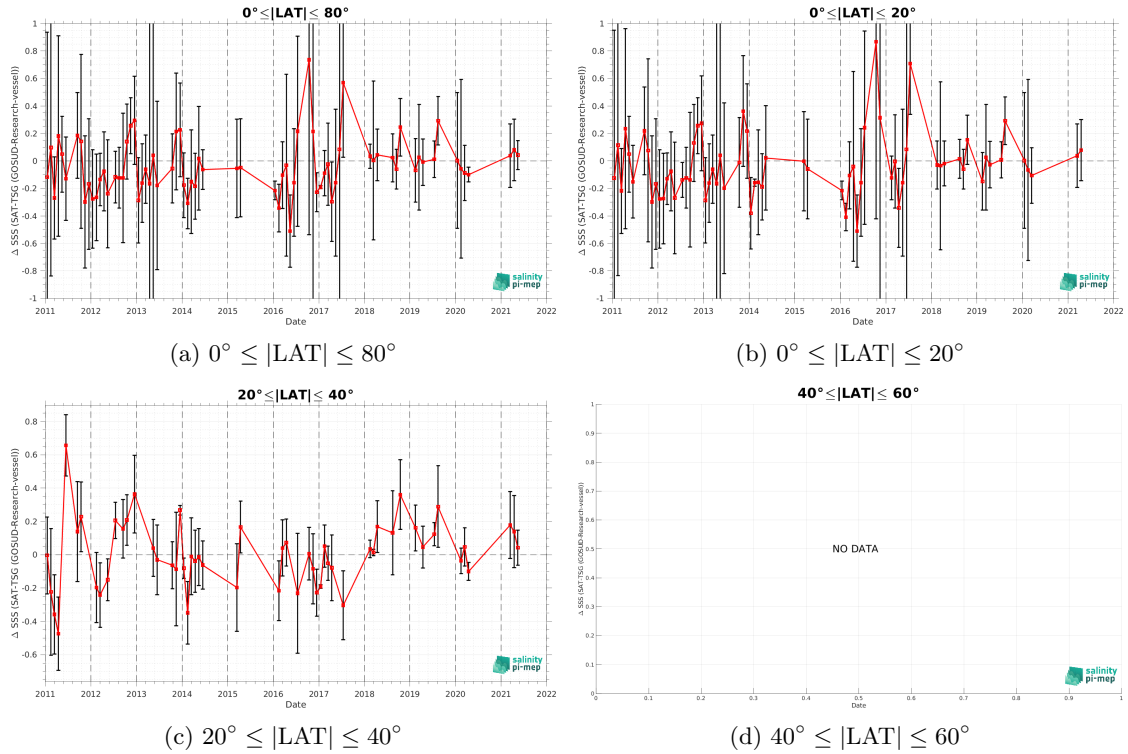 0°≤|LAT|≤ 80°
Δ SSS (SAT-TSG (GOSUD-Research-vessel))
1
0.8
0.6
0.4
0.2
0
-0.2
-0.4
-0.6
-0.8
-1
2011 2012 2013 2014 2015 2016 2017 2018 2019 2020 2021 2022
Date
salinity
pi-mep
(a) 0° ≤ |LAT| ≤ 80°
0°≤|LAT|≤ 20°
Δ SSS (SAT-TSG (GOSUD-Research-vessel))
1
0.8
0.6
0.4
0.2
0
-0.2
-0.4
-0.6
-0.8
-1
2011 2012 2013 2014 2015 2016 2017 2018 2019 2020 2021 2022
Date
salinity
pi-mep
(b) 0° ≤ |LAT| ≤ 20°
20°≤|LAT|≤ 40°
Δ SSS (SAT-TSG (GOSUD-Research-vessel))
0.8
0.6
0.4
0.2
0
-0.2
-0.4
-0.6
2011 2012 2013 2014 2015 2016 2017 2018 2019 2020 2021 2022
Date
salinity
pi-mep
(c) 20° ≤ |LAT| ≤ 40°
40°≤|LAT|≤ 60°
Δ SSS (SAT-TSG (GOSUD-Research-vessel))
1
0.9
0.8
0.7
0.6
0.5
0.4
0.3
0.2
0.1
0
NO DATA
0 0.1 0.2 0.3 0.4 0.5 0.6 0.7 0.8 0.9 1
Date
salinity
pi-mep
(d) 40° ≤ |LAT| ≤ 60°